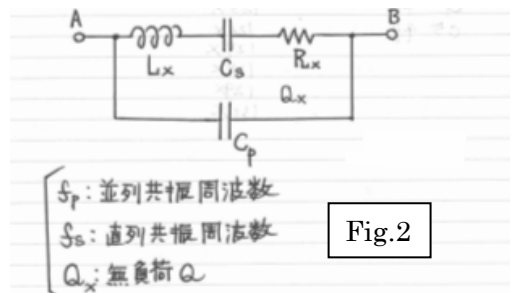 A B
Lx Cs Rx
Qx
Cp
fp: 並列共振周波数
fs: 直列共振周波数
Qx: 無負荷Q
Fig.2